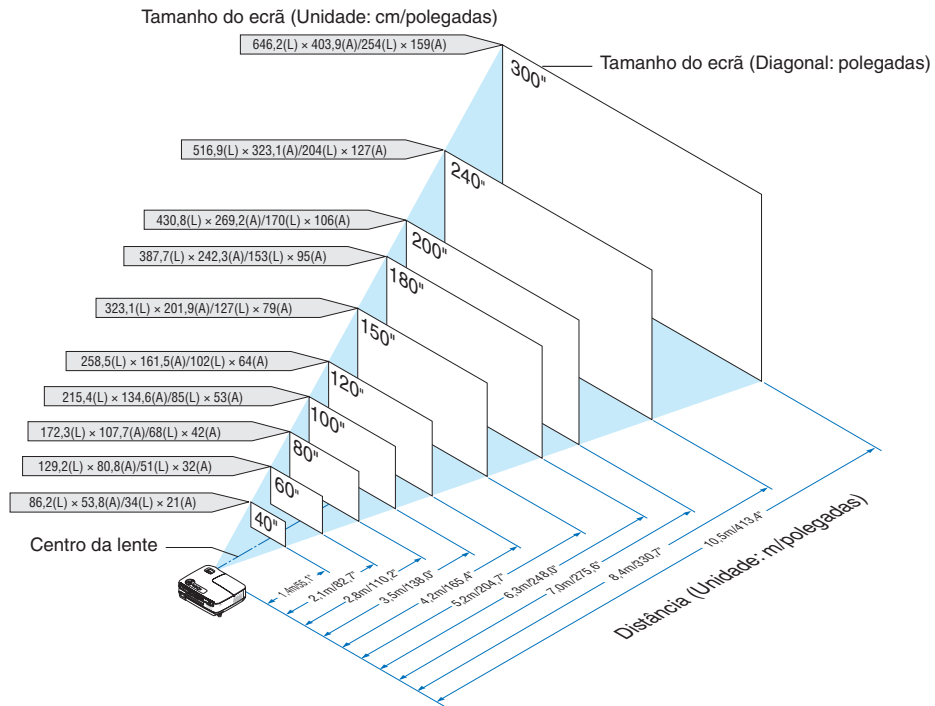 Tamanho do ecrã (Unidade: cm/polegadas)
646,2(L) × 403,9(A)/254(L) × 159(A)
300"
Tamanho do ecrã (Diagonal: polegadas)
516,9(L) × 323,1(A)/204(L) × 127(A)
240"
430,8(L) × 269,2(A)/170(L) × 106(A)
200"
387,7(L) × 242,3(A)/153(L) × 95(A)
180"
323,1(L) × 201,9(A)/127(L) × 79(A)
150"
258,5(L) × 161,5(A)/102(L) × 64(A)
120"
215,4(L) × 134,6(A)/85(L) × 53(A)
100"
172,3(L) × 107,7(A)/68(L) × 42(A)
80"
129,2(L) × 80,8(A)/51(L) × 32(A)
60"
86,2(L) × 53,8(A)/34(L) × 21(A)
40"
Centro da lente
1,4m/55,1"
2,1m/82,7"
2,8m/110,2"
3,5m/138,0"
4,2m/165,4"
5,2m/204,7"
6,3m/248,0"
7,0m/275,6"
8,4m/330,7"
10,5m/413,4"
Distância (Unidade: m/polegadas)